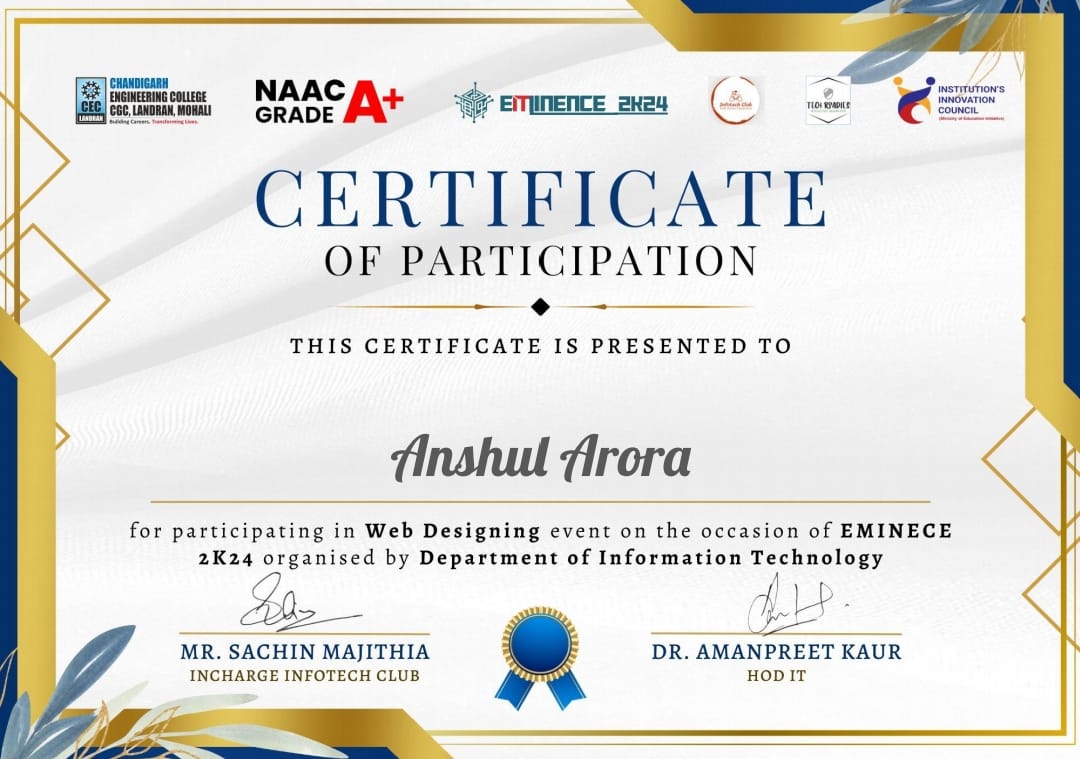 CHANDIGARH
ENGINEERING COLLEGE
CGC, LANDRAN, MOHALI
Building Careers. Transforming Lives.
CEC
LANDRAN
NAAC
GRADE A+
EMINENCE 2K24
Infotech Club
TECH READIES
INSTITUTION'S
INNOVATION
COUNCIL
(Ministry of Education Initiative)
CERTIFICATE
OF PARTICIPATION
THIS CERTIFICATE IS PRESENTED TO
Anshul Arora
for participating in Web Designing event on the occasion of EMINECE
2K24 organised by Department of Information Technology
MR. SACHIN MAJITHIA
INCHARGE INFOTECH CLUB
DR. AMANPREET KAUR
HOD IT